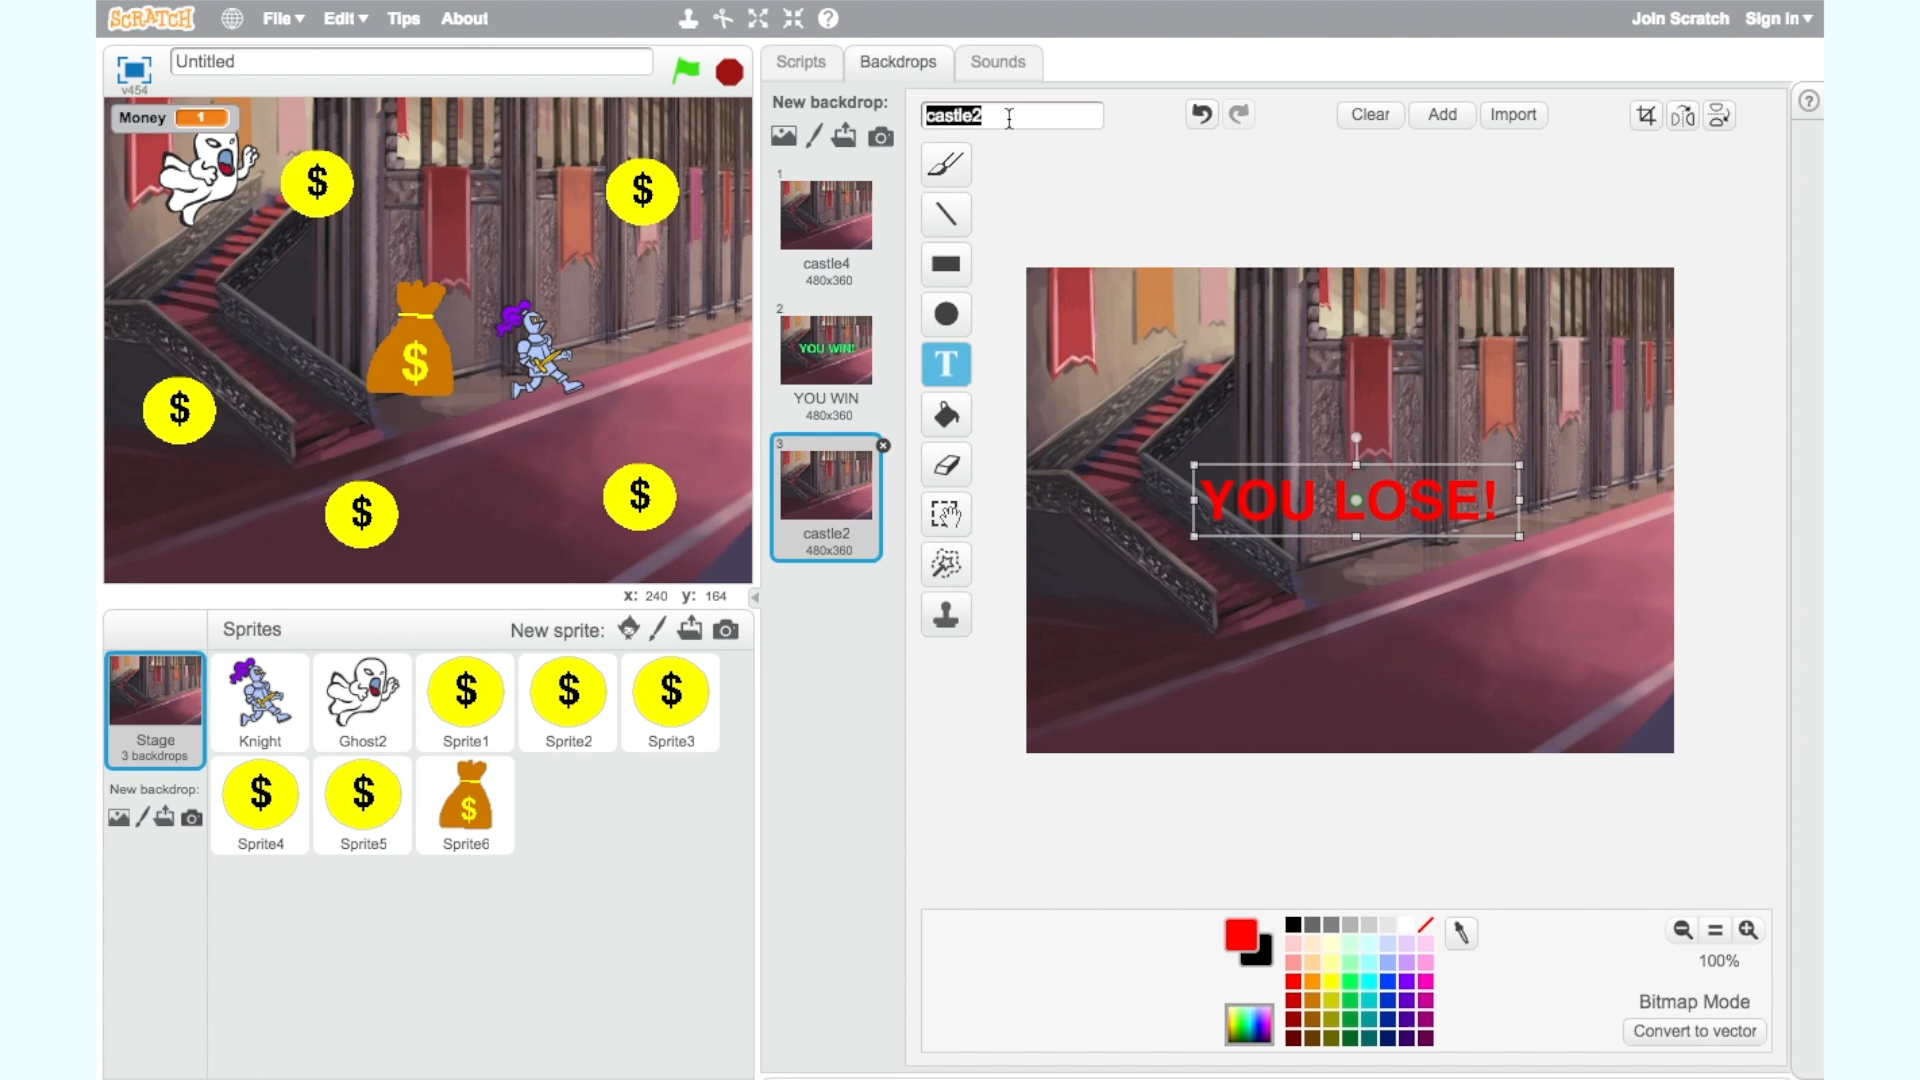 SCRATCH File Edit Tips About Join Scratch Sign in
v454 Untitled
Scripts Backdrops Sounds
Money 1
New backdrop:
castle2
Clear Add Import
1
castle4
480x360
2
YOU WIN!
YOU WIN
480x360
3
castle2
480x360
$
$
$
$
$
$
YOU LOSE!
T
x: 240 y: 164
Sprites New sprite:
Stage
3 backdrops
New backdrop:
$ $ $
Knight Ghost2 Sprite1 Sprite2 Sprite3
$ $ $
Sprite4 Sprite5 Sprite6
100%
Bitmap Mode
Convert to vector